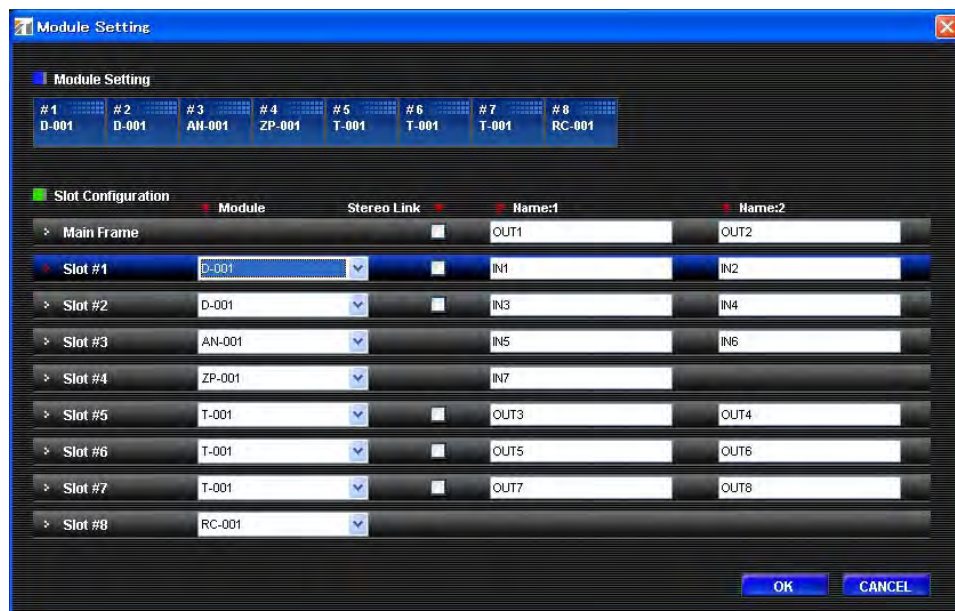 Module Setting
Module Setting
#1 #2 #3 #4 #5 #6 #7 #8
D-001 D-001 AN-001 ZP-001 T-001 T-001 T-001 RC-001
Slot Configuration
Module Stereo Link Name:1 Name:2
Main Frame OUT1 OUT2
Slot #1 D-001 IN1 IN2
Slot #2 D-001 IN3 IN4
Slot #3 AN-001 IN5 IN6
Slot #4 ZP-001 IN7
Slot #5 T-001 OUT3 OUT4
Slot #6 T-001 OUT5 OUT6
Slot #7 T-001 OUT7 OUT8
Slot #8 RC-001
OK CANCEL